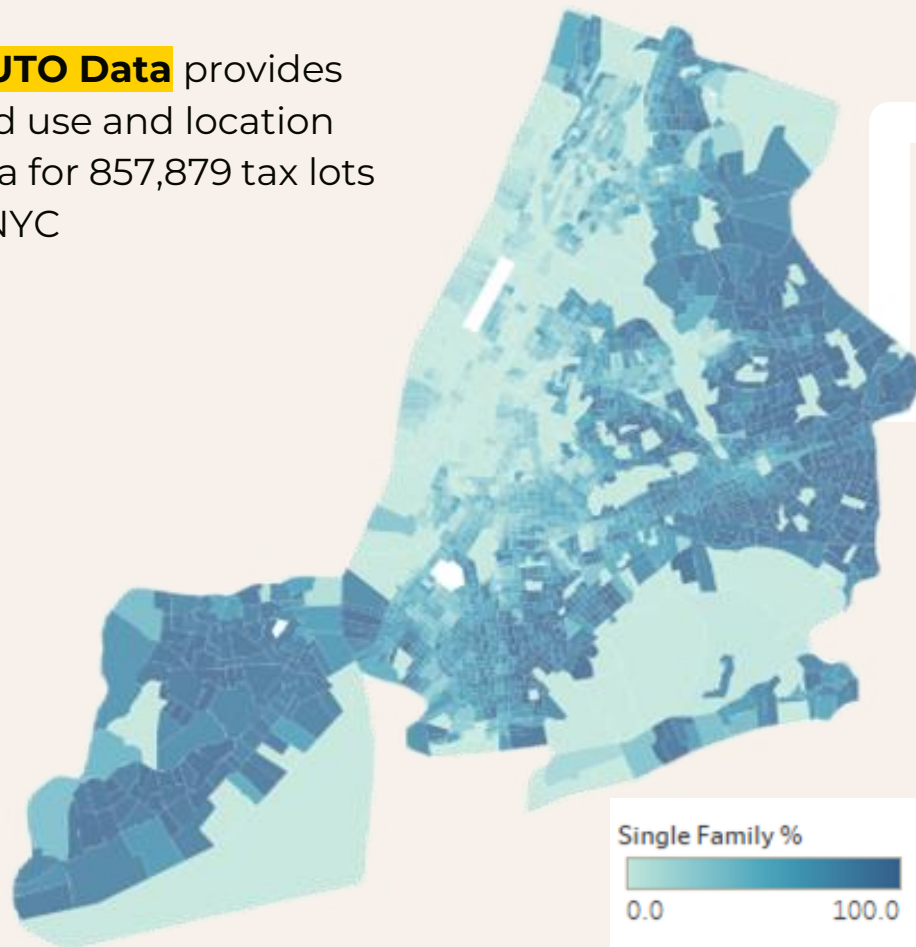 UTO Data provides
d use and location
a for 857,879 tax lots
NYC
Single Family %
0.0 100.0